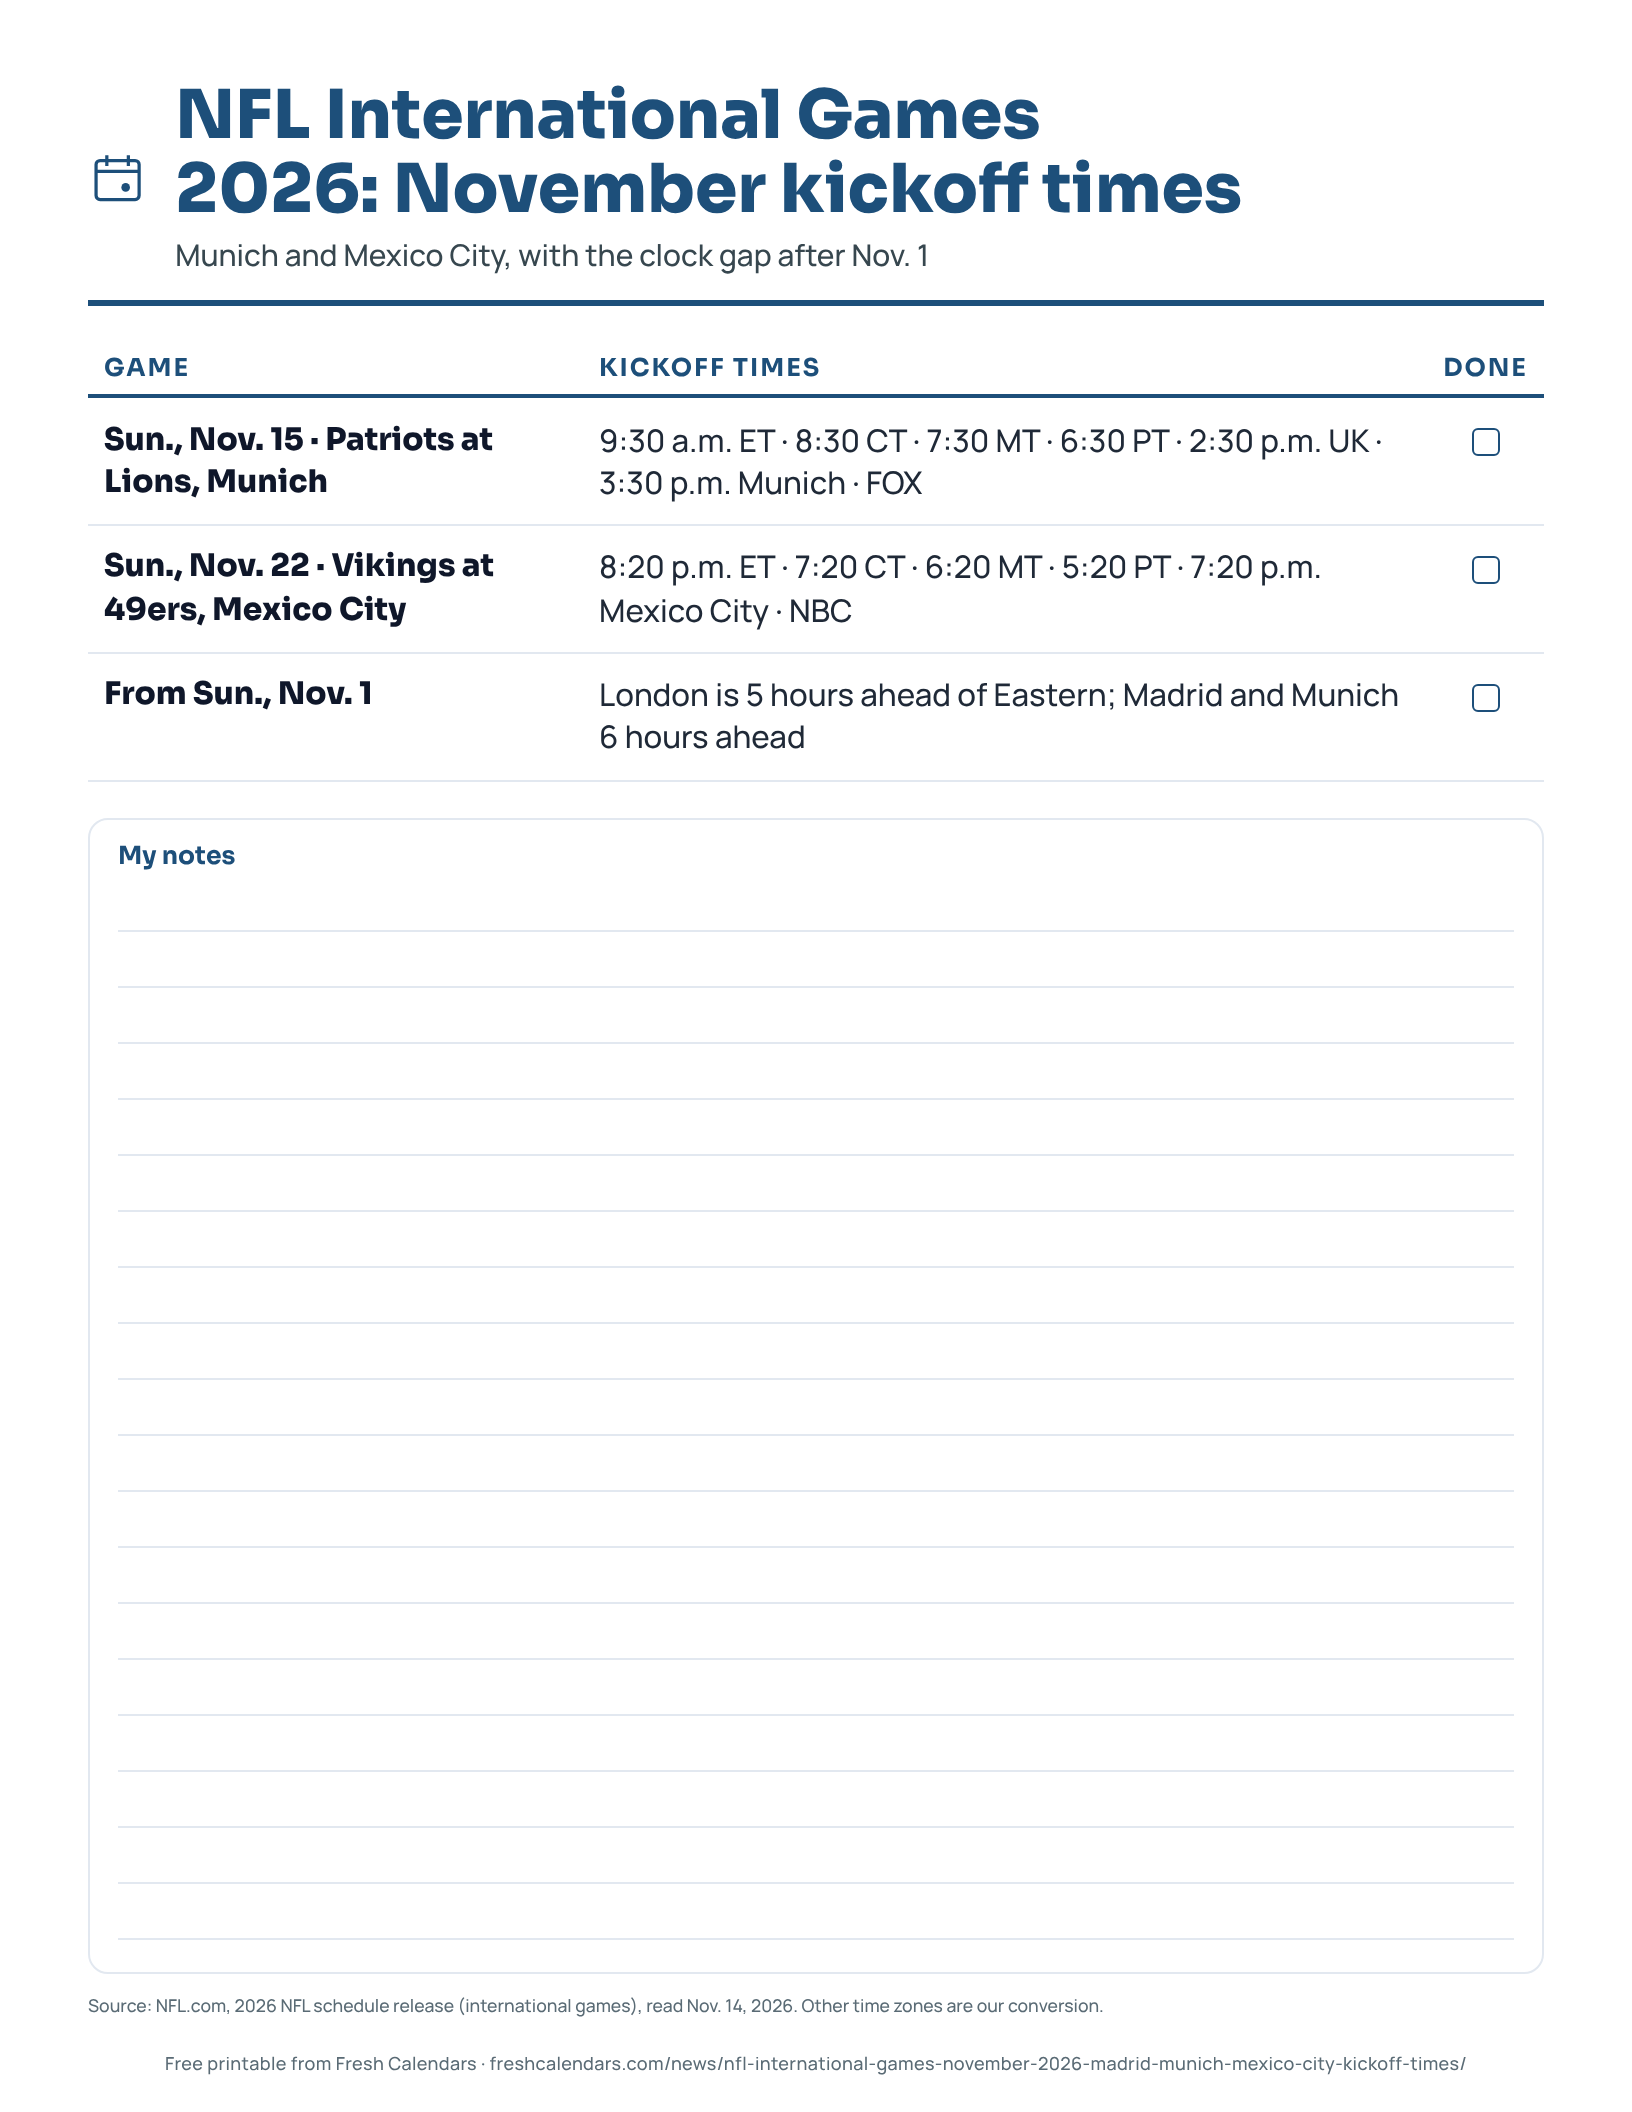 NFL International Games
2026: November kickoff times
Munich and Mexico City, with the clock gap after Nov. 1
GAME KICKOFF TIMES DONE
Sun., Nov. 15 · Patriots at
Lions, Munich
9:30 a.m. ET · 8:30 CT · 7:30 MT · 6:30 PT · 2:30 p.m. UK ·
3:30 p.m. Munich · FOX
Sun., Nov. 22 · Vikings at
49ers, Mexico City
8:20 p.m. ET · 7:20 CT · 6:20 MT · 5:20 PT · 7:20 p.m.
Mexico City · NBC
From Sun., Nov. 1
London is 5 hours ahead of Eastern; Madrid and Munich
6 hours ahead
My notes
Source: NFL.com, 2026 NFL schedule release (international games), read Nov. 14, 2026. Other time zones are our conversion.
Free printable from Fresh Calendars · freshcalendars.com/news/nfl-international-games-november-2026-madrid-munich-mexico-city-kickoff-times/